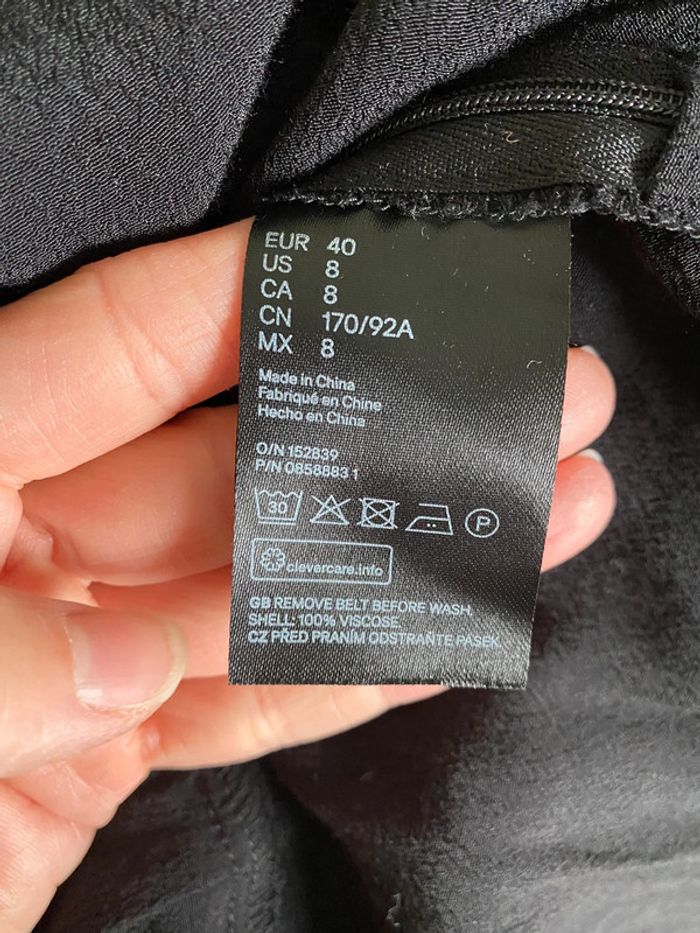 EUR 40
US 8
CA 8
CN 170/92A
MX 8
Made in China
Fabriqué en Chine
Hecho en China
O/N 152839
P/N 0858883 1
30
P
clevercare.info
GB REMOVE BELT BEFORE WASH.
SHELL: 100% VISCOSE
CZ PŘED PRANÍM ODSTRAŇTE PÁSEK.